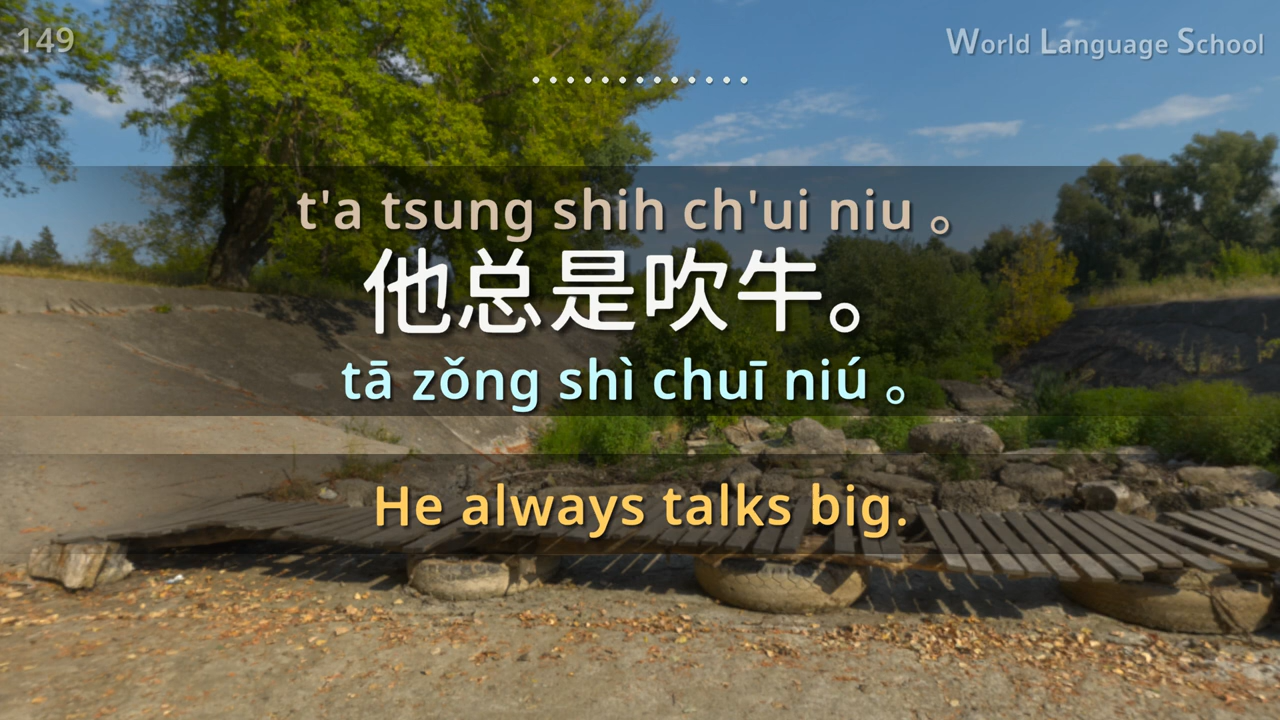 149
World Language School
t'a tsung shih ch'ui niu 。
他总是吹牛。
tā zǒng shì chuī niú 。
He always talks big.